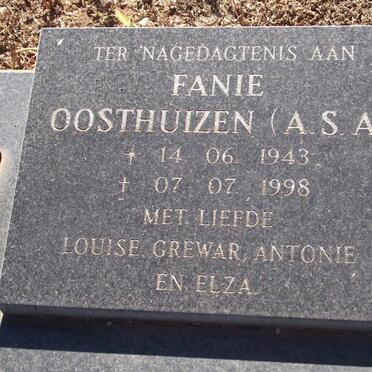 TER NAGEDAGTENIS AAN
FANIE
OOSTHUIZEN (A.S.A
* 14 06 1943
† 07 07 1998
MET LIEFDE
LOUISE, GREWAR, ANTONIE
EN ELZA